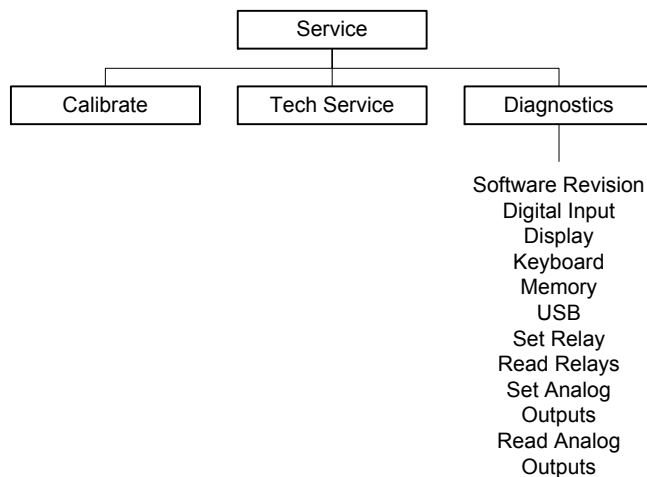 Service
Calibrate
Tech Service
Diagnostics
Software Revision
Digital Input
Display
Keyboard
Memory
USB
Set Relay
Read Relays
Set Analog
Outputs
Read Analog
Outputs